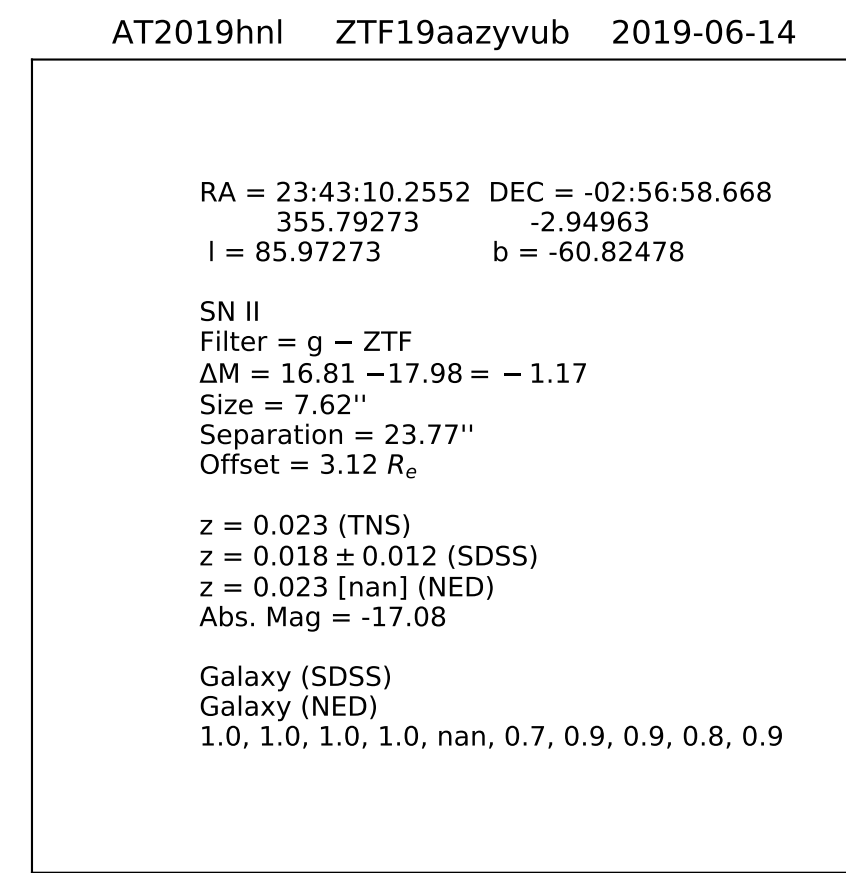 AT2019hnl ZTF19aazyvub 2019-06-14
RA = 23:43:10.2552 DEC = -02:56:58.668
355.79273 -2.94963
l = 85.97273 b = -60.82478
SN II
Filter = g − ZTF
ΔM = 16.81 −17.98 = − 1.17
Size = 7.62''
Separation = 23.77''
Offset = 3.12 Re
z = 0.023 (TNS)
z = 0.018 ± 0.012 (SDSS)
z = 0.023 [nan] (NED)
Abs. Mag = -17.08
Galaxy (SDSS)
Galaxy (NED)
1.0, 1.0, 1.0, 1.0, nan, 0.7, 0.9, 0.9, 0.8, 0.9